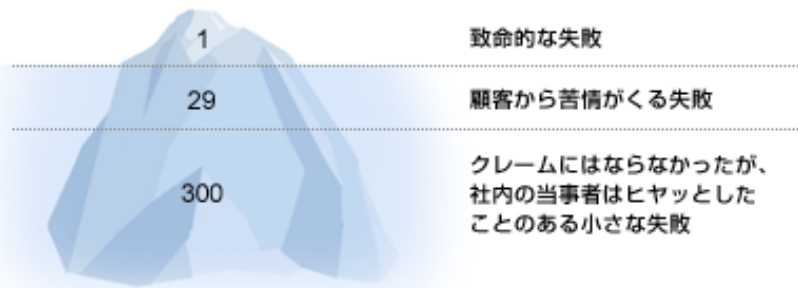 1
致命的な失敗
29
顧客から苦情がくる失敗
300
クレームにはならなかったが、
社内の当事者はヒヤッとした
ことのある小さな失敗